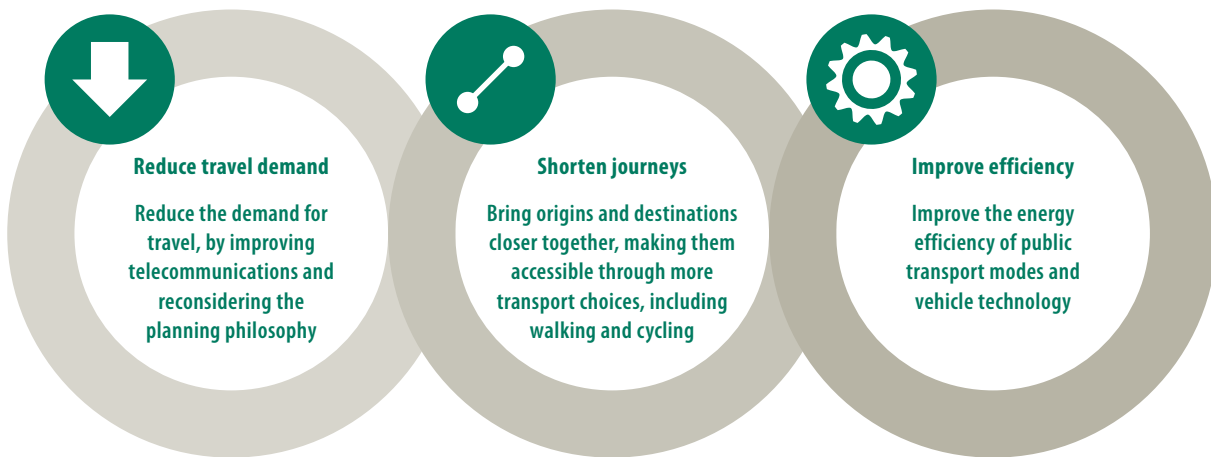 Reduce travel demand
Reduce the demand for
travel, by improving
telecommunications and
reconsidering the
planning philosophy
Shorten journeys
Bring origins and destinations
closer together, making them
accessible through more
transport choices, including
walking and cycling
Improve efficiency
Improve the energy
efficiency of public
transport modes and
vehicle technology